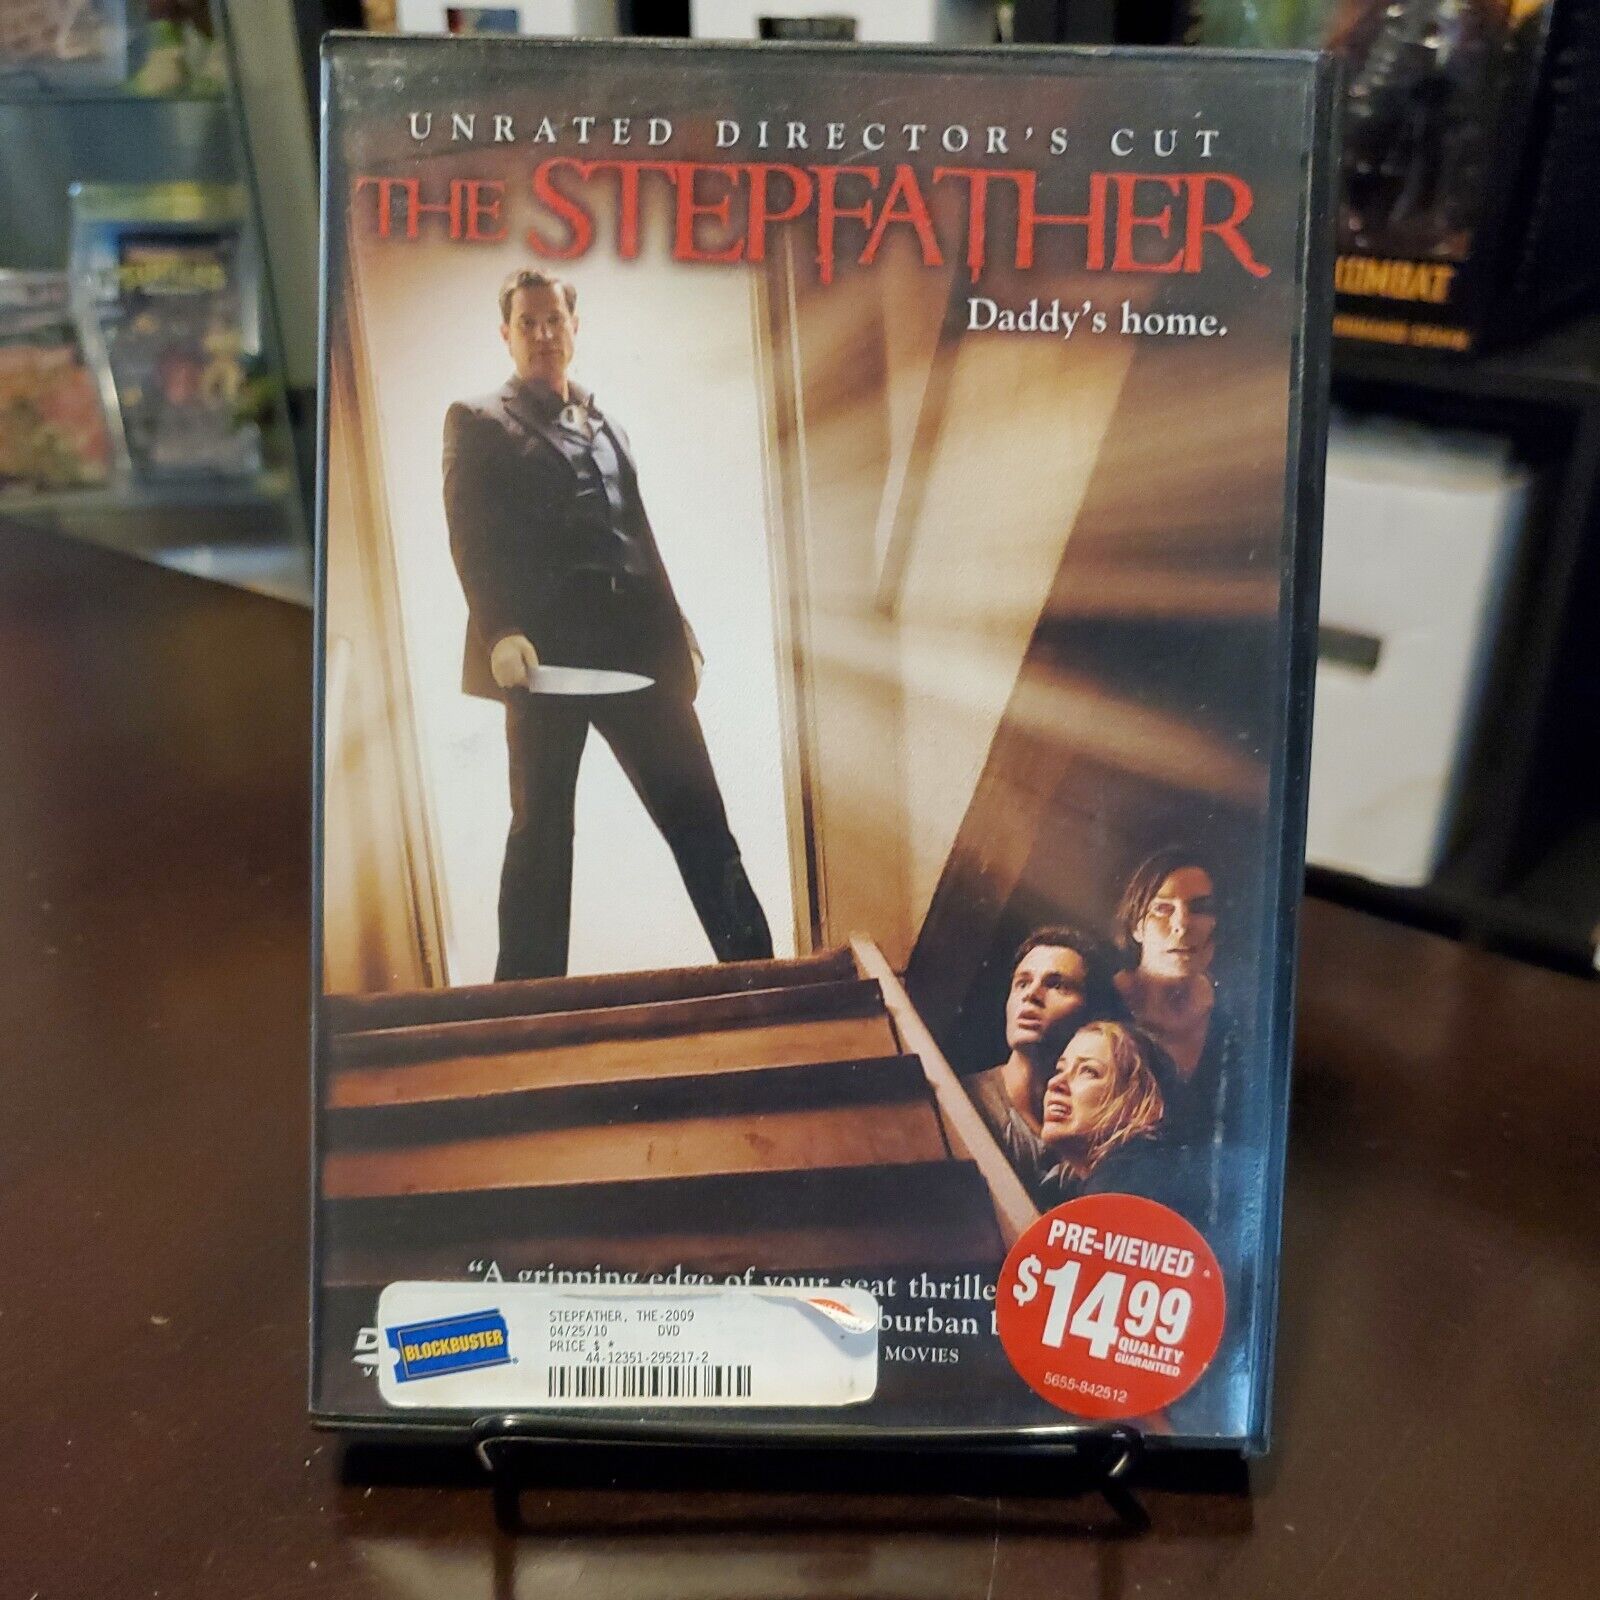 UNRATED DIRECTOR'S CUT
THE STEPFATHER
Daddy's home.
OMBAT
"A gripping edge of your seat thrille
burban
MOVIES
BLOCKBUSTER
STEPFATHER, THE-2009
04/25/10 DVD
PRICE $ *
44-12351-295217-2
PRE-VIEWED
$14.99
QUALITY
GUARANTEED
5655-842512